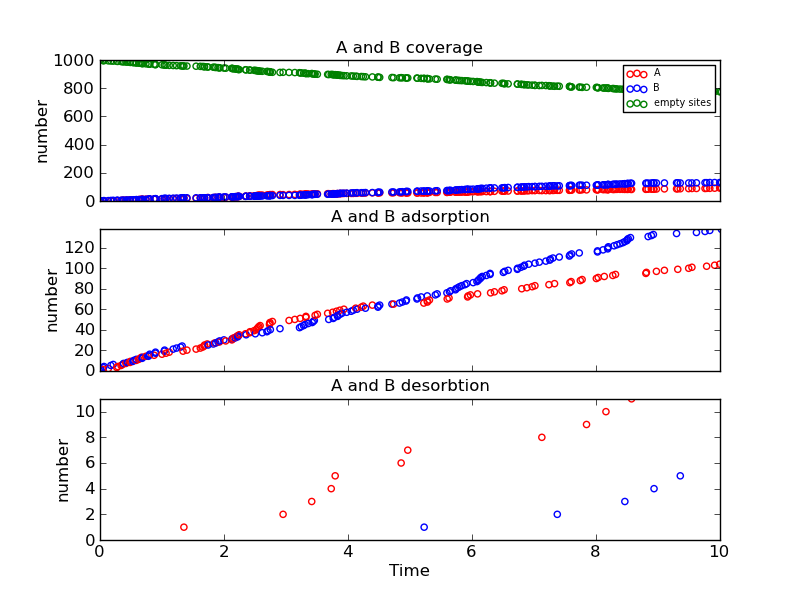 A and B coverage
1000
800
600
400
200
0
number
A
B
empty sites
A and B adsorption
120
100
80
60
40
20
0
number
A and B desorbtion
10
8
6
4
2
0
number
0 2 4 6 8 10
Time